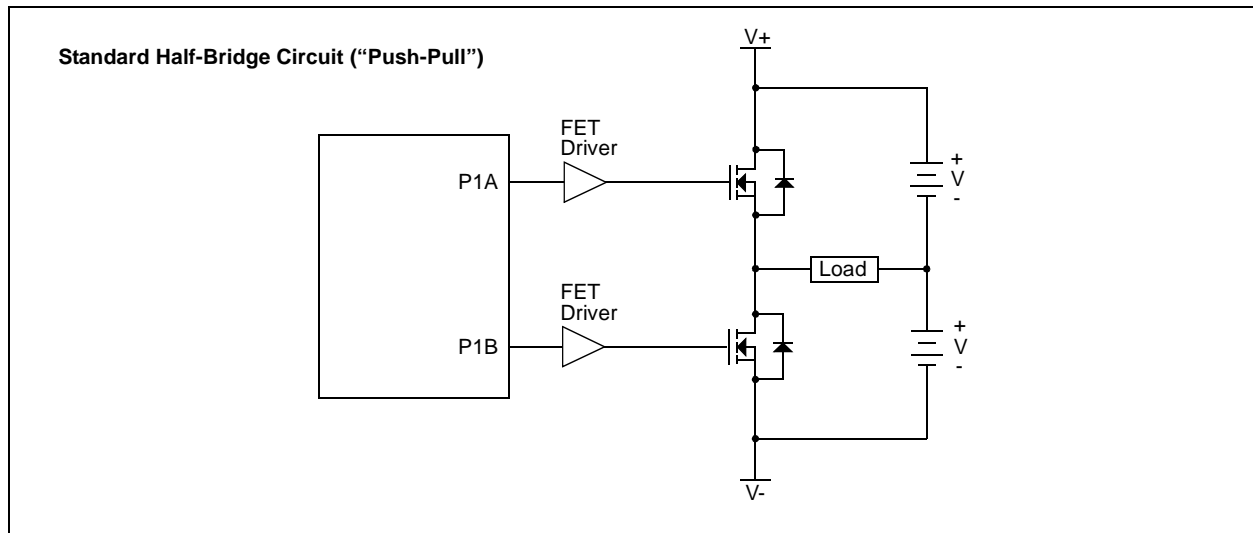 Standard Half-Bridge Circuit (“Push-Pull”)
V+
FET
Driver
P1A
+
V
-
Load
FET
Driver
P1B
+
V
-
V-